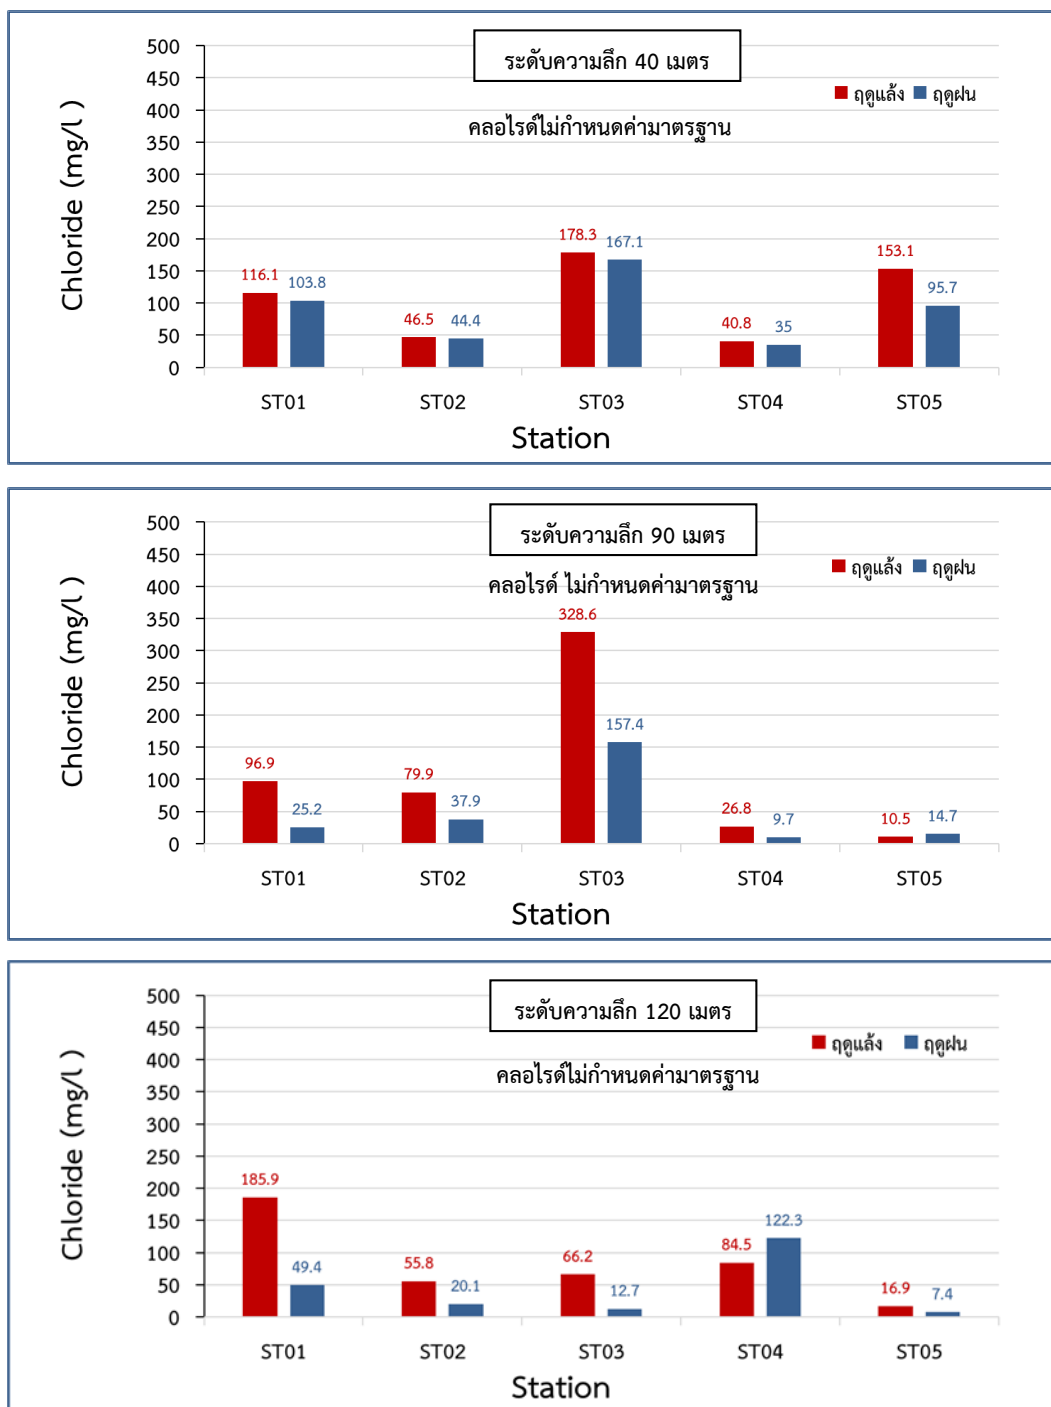 ระดับความลึก 40 เมตร
ฤดูแล้ง ฤดูฝน
คลอไรด์ไม่กำหนดค่ามาตรฐาน
Chloride (mg/l )
500
450
400
350
300
250
200
150
100
50
0
116.1 103.8 46.5 44.4 178.3 167.1 40.8 35 153.1 95.7
ST01 ST02 ST03 ST04 ST05
Station
ระดับความลึก 90 เมตร
ฤดูแล้ง ฤดูฝน
คลอไรด์ ไม่กำหนดค่ามาตรฐาน
Chloride (mg/l )
500
450
400
350
300
250
200
150
100
50
0
96.9 25.2 79.9 37.9 328.6 157.4 26.8 9.7 10.5 14.7
ST01 ST02 ST03 ST04 ST05
Station
ระดับความลึก 120 เมตร
ฤดูแล้ง ฤดูฝน
คลอไรด์ไม่กำหนดค่ามาตรฐาน
Chloride (mg/l )
500
450
400
350
300
250
200
150
100
50
0
185.9 49.4 55.8 20.1 66.2 12.7 84.5 122.3 16.9 7.4
ST01 ST02 ST03 ST04 ST05
Station